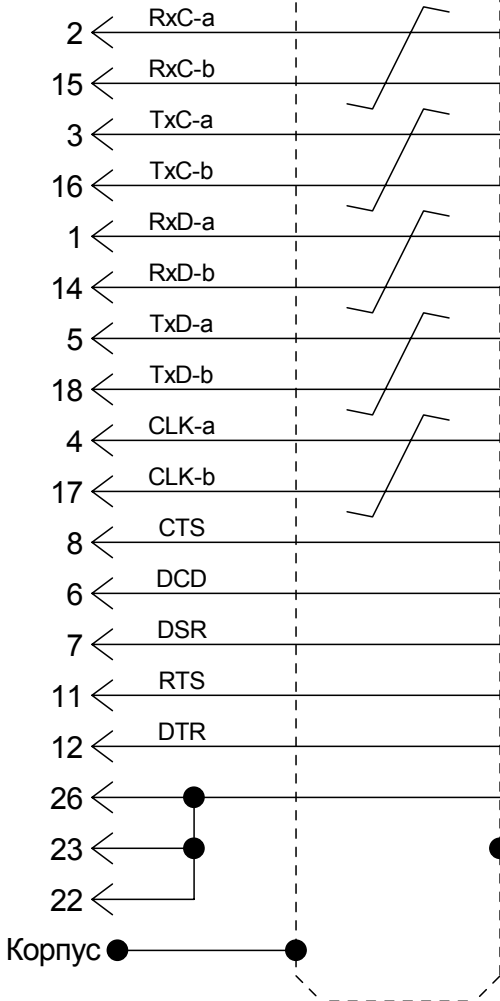 2 RxC-a
15 RxC-b
3 TxC-a
16 TxC-b
1 RxD-a
14 RxD-b
5 TxD-a
18 TxD-b
4 CLK-a
17 CLK-b
8 CTS
6 DCD
7 DSR
11 RTS
12 DTR
26
23
22
Корпус